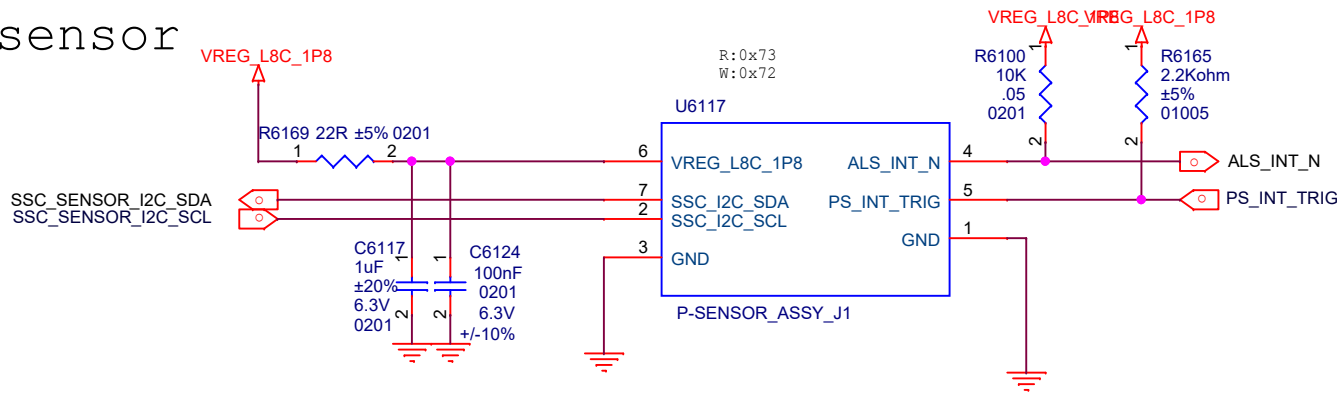 sensor
VREG_L8C_1P8
R6169 22R ±5% 0201
1
2
SSC_SENSOR_I2C_SDA
SSC_SENSOR_I2C_SCL
C6117
1uF
±20%
6.3V
0201
1
2
C6124
100nF
0201
6.3V
+/-10%
1
2
R:0x73
W:0x72
U6117
6
VREG_L8C_1P8
7
SSC_I2C_SDA
2
SSC_I2C_SCL
3
GND
ALS_INT_N
4
PS_INT_TRIG
5
GND
1
P-SENSOR_ASSY_J1
VREG_L8C_1P8
VREG_L8C_1P8
R6100
10K
.05
0201
1
2
R6165
2.2Kohm
±5%
01005
1
2
ALS_INT_N
PS_INT_TRIG